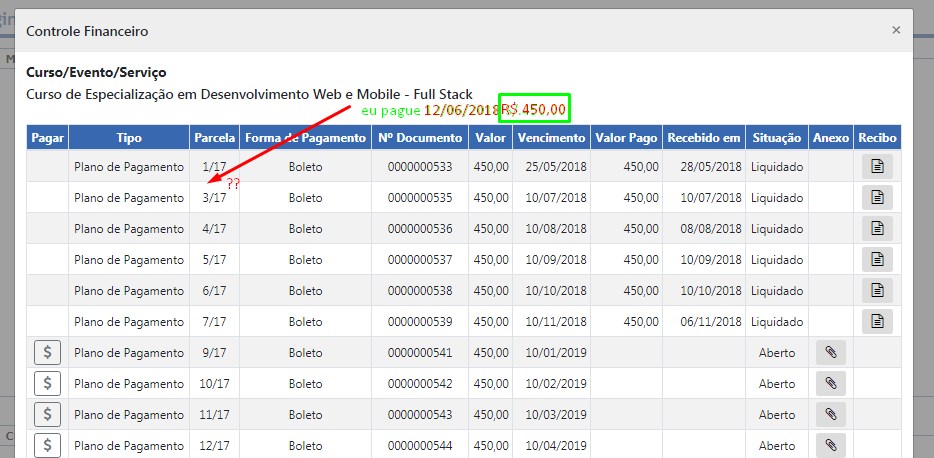 Controle Financeiro ×
Curso/Evento/Serviço
Curso de Especialização em Desenvolvimento Web e Mobile - Full Stack
eu pague 12/06/2018 R$.450,00
Pagar Tipo Parcela Forma de Pagamento Nº Documento Valor Vencimento Valor Pago Recebido em Situação Anexo Recibo
Plano de Pagamento 1/17 Boleto 0000000533 450,00 25/05/2018 450,00 28/05/2018 Liquidado
??
Plano de Pagamento 3/17 Boleto 0000000535 450,00 10/07/2018 450,00 10/07/2018 Liquidado
Plano de Pagamento 4/17 Boleto 0000000536 450,00 10/08/2018 450,00 08/08/2018 Liquidado
Plano de Pagamento 5/17 Boleto 0000000537 450,00 10/09/2018 450,00 10/09/2018 Liquidado
Plano de Pagamento 6/17 Boleto 0000000538 450,00 10/10/2018 450,00 10/10/2018 Liquidado
Plano de Pagamento 7/17 Boleto 0000000539 450,00 10/11/2018 450,00 06/11/2018 Liquidado
$ Plano de Pagamento 9/17 Boleto 0000000541 450,00 10/01/2019 Aberto
$ Plano de Pagamento 10/17 Boleto 0000000542 450,00 10/02/2019 Aberto
$ Plano de Pagamento 11/17 Boleto 0000000543 450,00 10/03/2019 Aberto
$ Plano de Pagamento 12/17 Boleto 0000000544 450,00 10/04/2019 Aberto